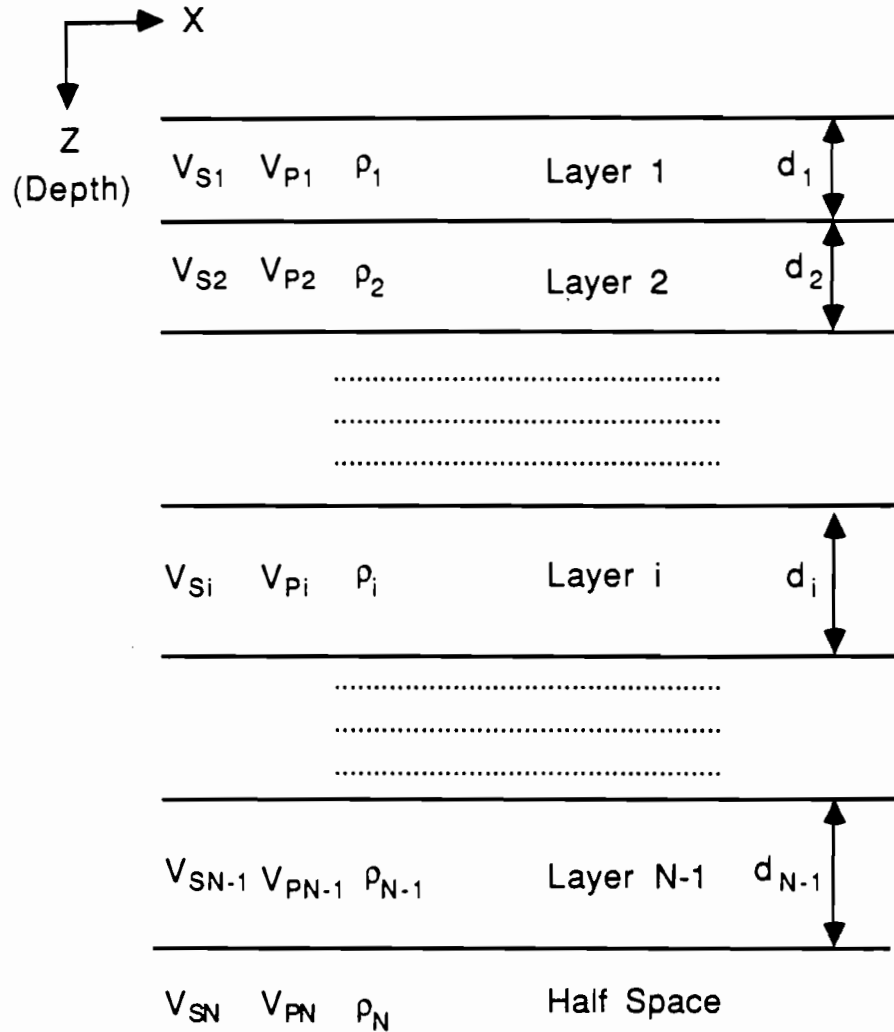 X
Z
(Depth)
V_S1 V_P1 ρ_1 Layer 1 d_1
V_S2 V_P2 ρ_2 Layer 2 d_2
V_Si V_Pi ρ_i Layer i d_i
V_SN-1 V_PN-1 ρ_N-1 Layer N-1 d_N-1
V_SN V_PN ρ_N Half Space